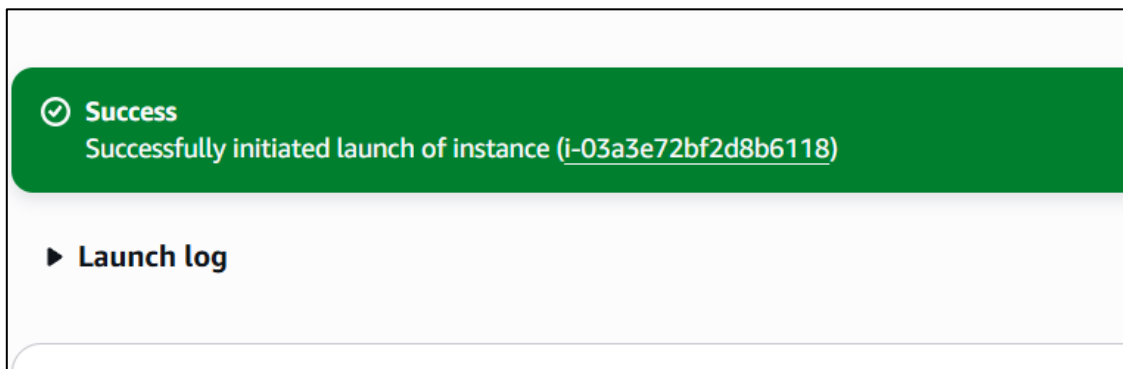 Success
Successfully initiated launch of instance (i-03a3e72bf2d8b6118)
Launch log